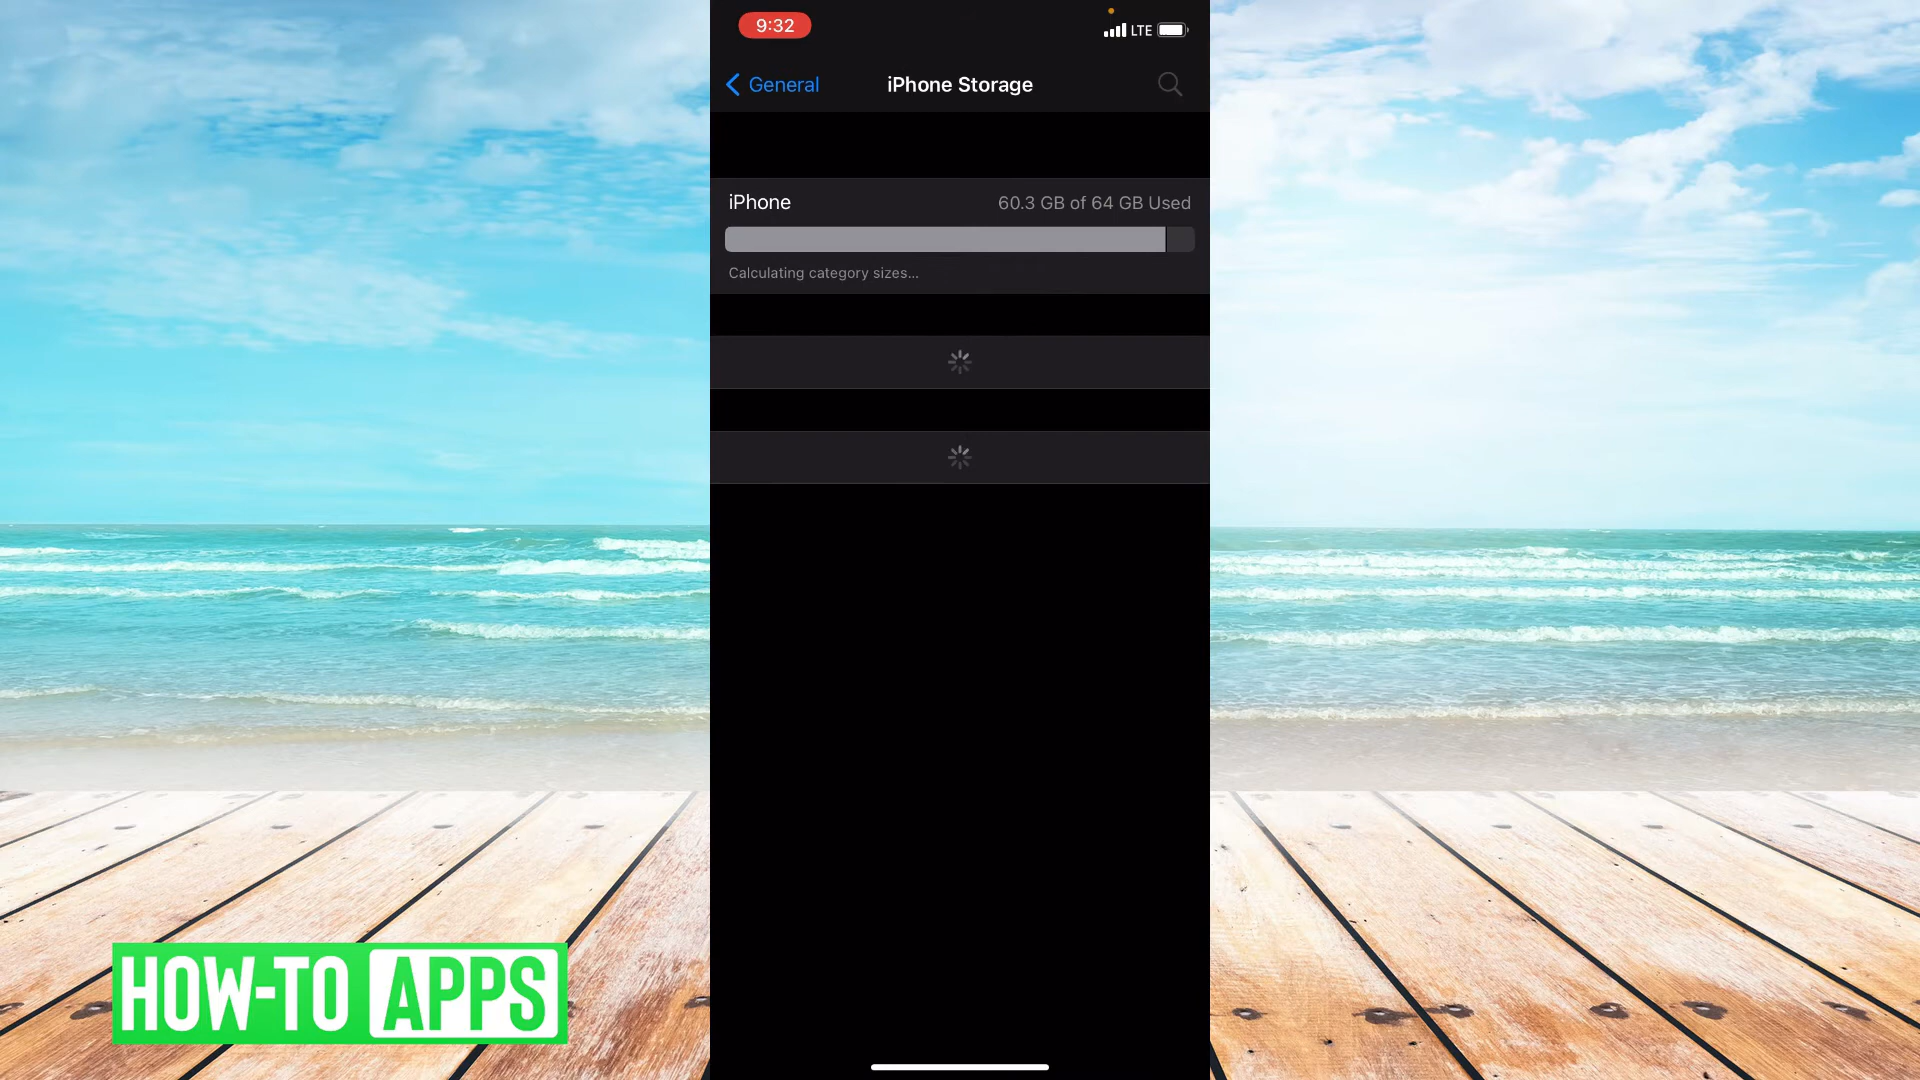 9:32
LTE
General
iPhone Storage
iPhone
60.3 GB of 64 GB Used
Calculating category sizes...
HOW-TO APPS